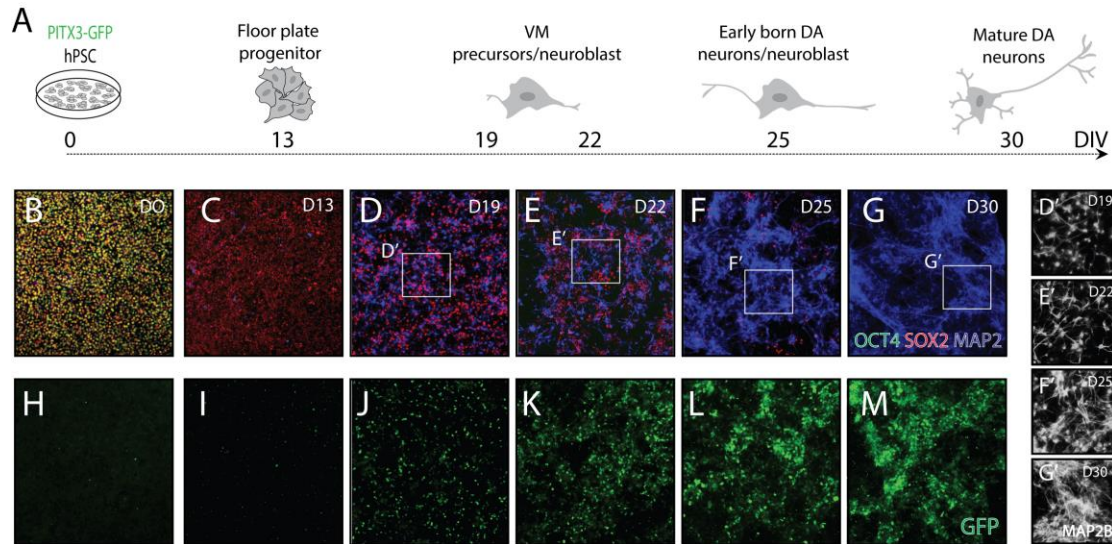 A
PITX3-GFP
hPSC
Floor plate
progenitor
VM
precursors/neuroblast
Early born DA
neurons/neuroblast
Mature DA
neurons
0
13
19
22
25
30
DIV
B
D0
C
D13
D
D19
D'
E
D22
E'
F
D25
F'
G
D30
G'
OCT4 SOX2 MAP2
D'
D19
E'
D22
F'
D25
G'
D30
MAP2B
H
I
J
K
L
M
GFP